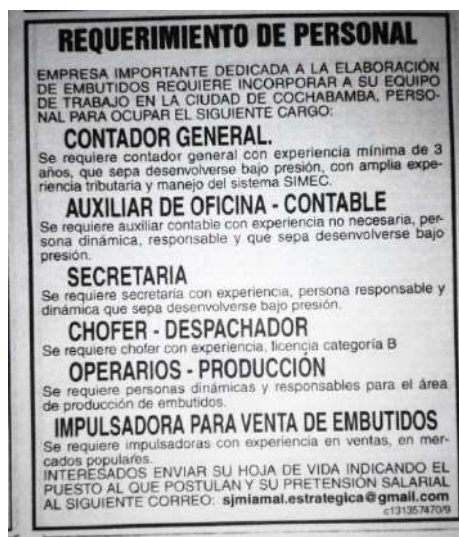 REQUERIMIENTO DE PERSONAL
EMPRESA IMPORTANTE DEDICADA A LA ELABORACIÓN
DE EMBUTIDOS REQUIERE INCORPORAR A SU EQUIPO
DE TRABAJO EN LA CIUDAD DE COCHABAMBA, PERSO-
NAL PARA OCUPAR EL SIGUIENTE CARGO:
CONTADOR GENERAL.
Se requiere contador general con experiencia mínima de 3
años, que sepa desenvolverse bajo presión, con amplia expe-
riencia tributaria y manejo del sistema SIMEC.
AUXILIAR DE OFICINA - CONTABLE
Se requiere auxiliar contable con experiencia no necesaria, per-
sona dinámica, responsable y que sepa desenvolverse bajo
presión.
SECRETARIA
Se requiere secretaria con experiencia, persona responsable y
dinámica que sepa desenvolverse bajo presión.
CHOFER - DESPACHADOR
Se requiere chofer con experiencia, licencia categoría B
OPERARIOS - PRODUCCIÓN
Se requiere personas dinámicas y responsables para el área
de producción de embutidos.
IMPULSADORA PARA VENTA DE EMBUTIDOS
Se requiere impulsadoras con experiencia en ventas, en mer-
cados populares.
INTERESADOS ENVIAR SU HOJA DE VIDA INDICANDO EL
PUESTO AL QUE POSTULAN Y SU PRETENSIÓN SALARIAL
AL SIGUIENTE CORREO: sjmiamal.estrategica@gmail.com
c131357470/9